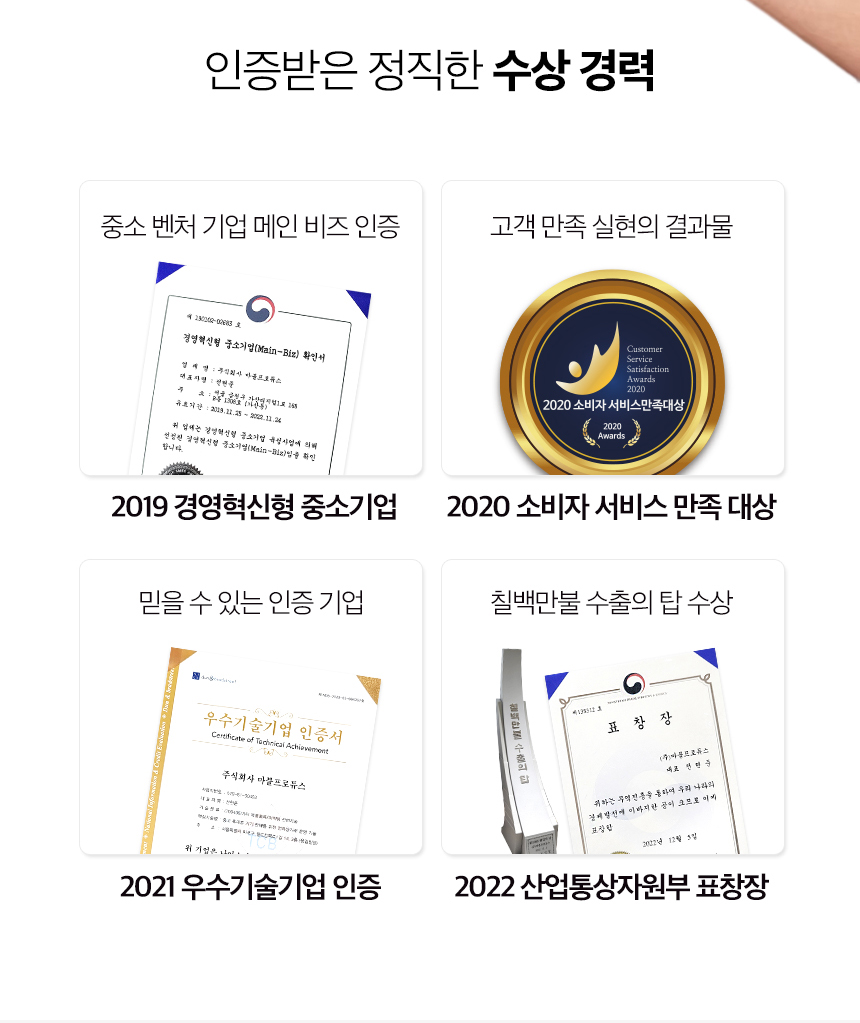 인증받은 정직한 수상 경력
중소 벤처 기업 메인 비즈 인증
제 190102-02683 호
경영혁신형 중소기업(Main-Biz) 확인서
업 체 명 : 주식회사 마블프로듀스
대표자명 :
주 소 :
유효기간 : 2019.11.25 ~ 2022.11.24
위 업체는 경영혁신형 중소기업 육성사업에 의해
선정된 경영혁신형 중소기업(Main-Biz)임을 확인
합니다.
2019 경영혁신형 중소기업
고객 만족 실현의 결과물
Customer
Service
Satisfaction
Awards
2020
2020 소비자 서비스만족대상
2020
Awards
2020 소비자 서비스 만족 대상
믿을 수 있는 인증 기업
우수기술기업 인증서
Certificate of Technical Achievement
주식회사 마블프로듀스
위 기업은
2021 우수기술기업 인증
칠백만불 수출의 탑 수상
칠백만불 수출의 탑
표 창 장
(주)마블프로듀스
대표
귀하는 무역진흥을 통하여 우리 나라의
경제발전에 이바지한 공이 크므로 이에
표창함
2022년 12월 5일
2022 산업통상자원부 표창장